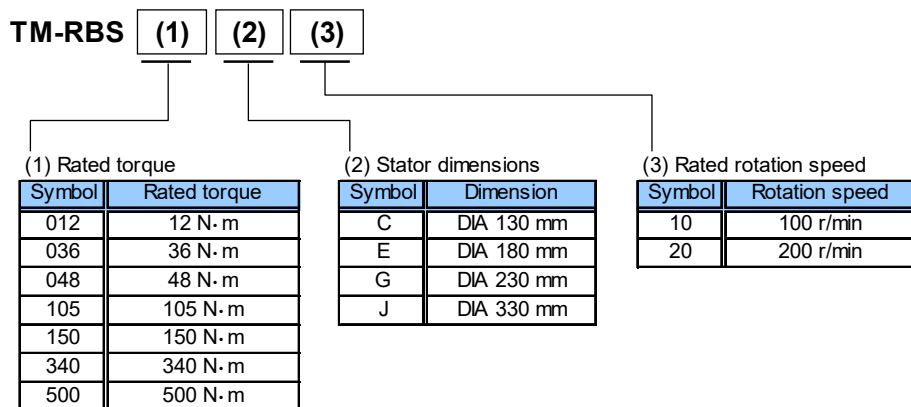 TM-RBS (1) (2) (3)
(1) Rated torque
Symbol Rated torque
012 12 N·m
036 36 N·m
048 48 N·m
105 105 N·m
150 150 N·m
340 340 N·m
500 500 N·m
(2) Stator dimensions
Symbol Dimension
C DIA 130 mm
E DIA 180 mm
G DIA 230 mm
J DIA 330 mm
(3) Rated rotation speed
Symbol Rotation speed
10 100 r/min
20 200 r/min